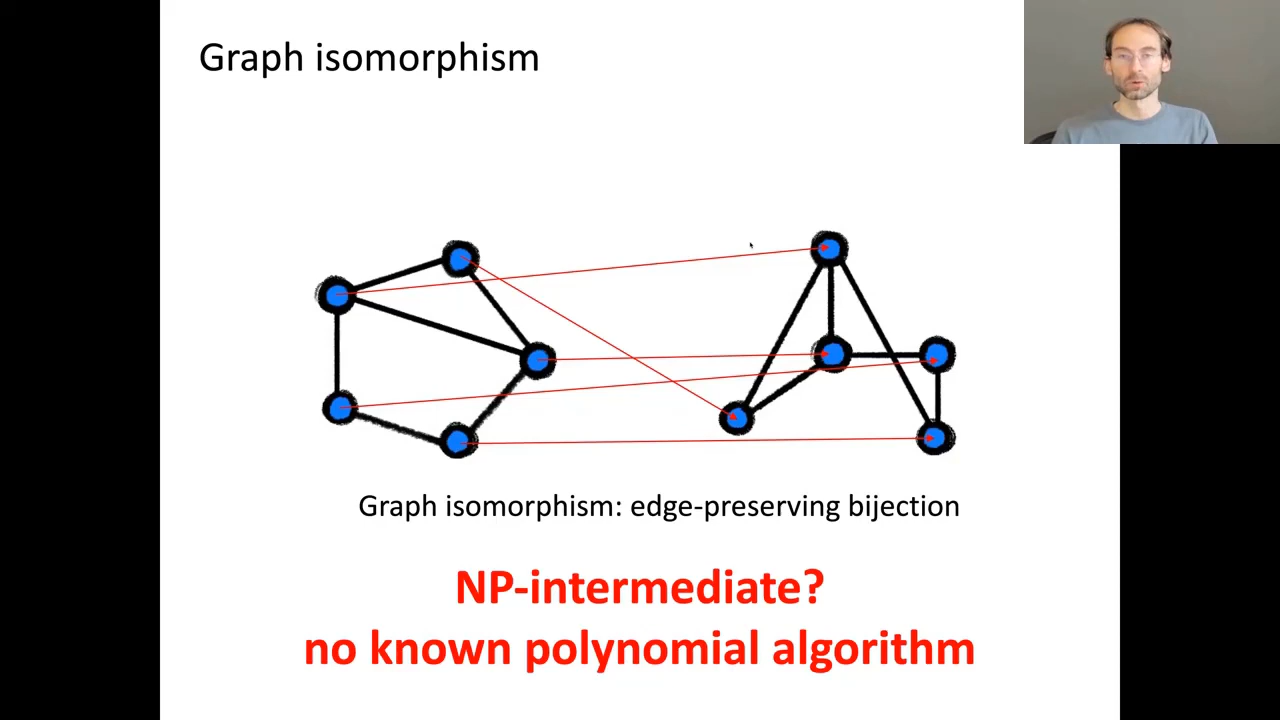 Graph isomorphism
Graph isomorphism: edge-preserving bijection
NP-intermediate?
no known polynomial algorithm